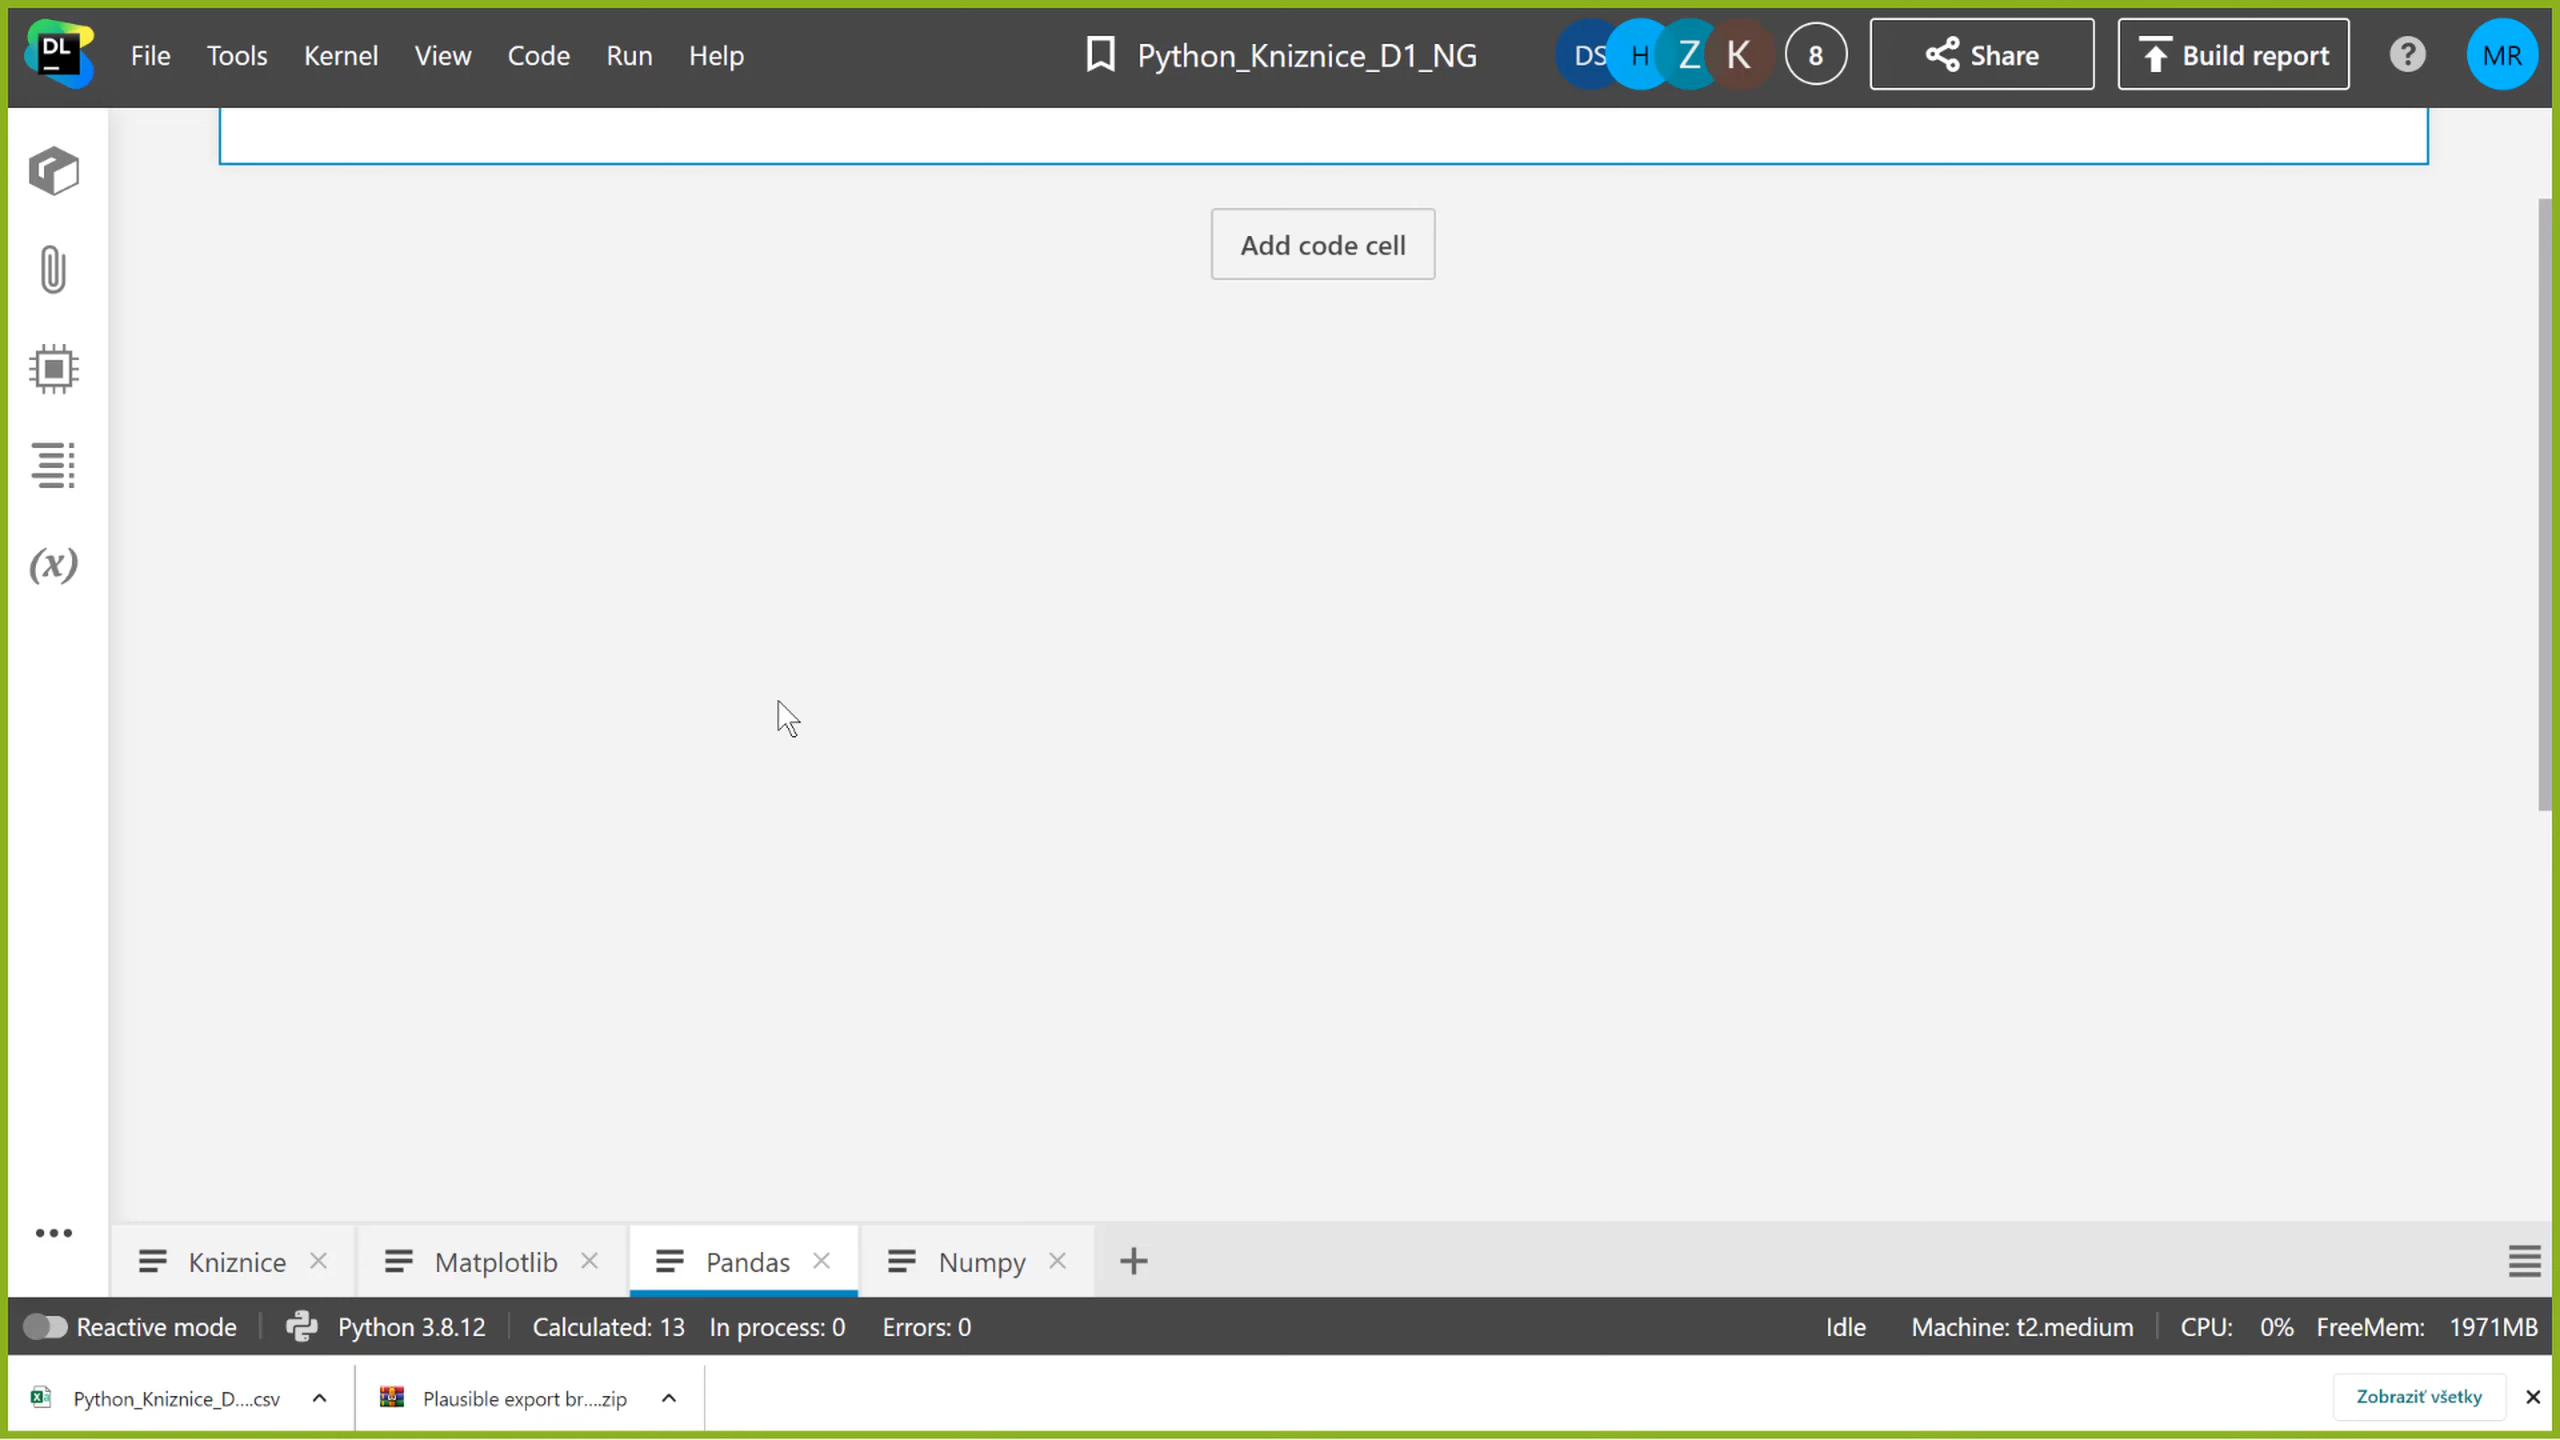 DL
File Tools Kernel View Code Run Help
Python_Kniznice_D1_NG
DS H Z K 8
Share
Build report
?
MR
Add code cell
(x)
Kniznice
Matplotlib
Pandas
Numpy
Reactive mode Python 3.8.12 Calculated: 13 In process: 0 Errors: 0
Idle Machine: t2.medium CPU: 0% FreeMem: 1971MB
Python_Kniznice_D....csv
Plausible export br....zip
Zobraziť všetky